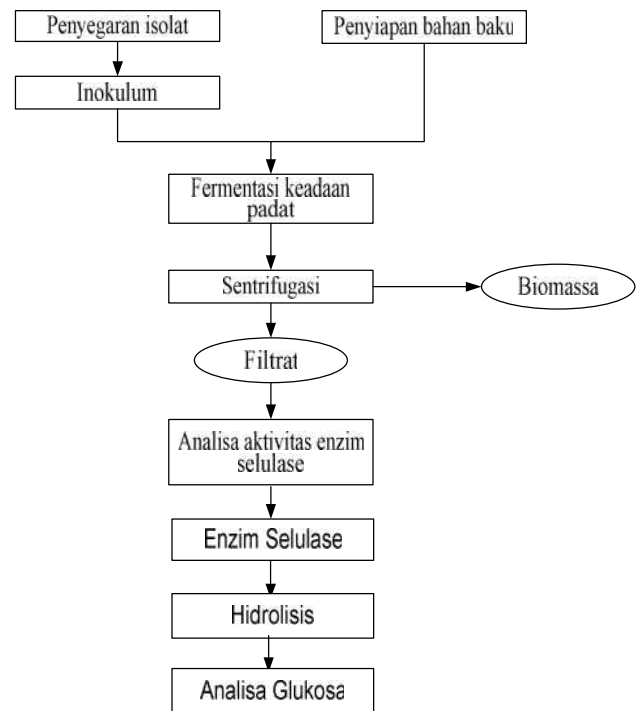 Penyegaran isolat
Penyiapan bahan baku
Inokulum
Fermentasi keadaan
padat
Sentrifugasi
Biomassa
Filtrat
Analisa aktivitas enzim
selulase
Enzim Selulase
Hidrolisis
Analisa Glukosa